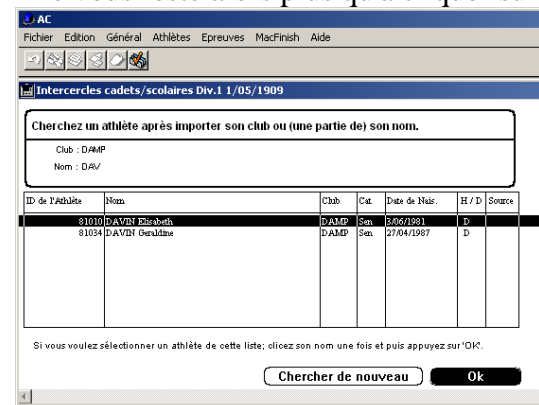 AC
Fichier Edition Général Athlètes Epreuves MacFinish Aide
Intercercles cadets/scolaires Div.1 1/05/1909
Cherchez un athlète après importer son club ou (une partie de) son nom.
Club : DAMP
Nom : DAV
ID de l'Athlète Nom Club Cat Date de Nais. H / D Source
81010 DAVIN Elisabeth DAMP Sen 3/06/1981 D
81034 DAVIN Geraldine DAMP Sen 27/04/1987 D
Si vous voulez sélectionner un athlète de cette liste; clicez son nom une fois et puis appuyez sur 'OK'.
Chercher de nouveau Ok